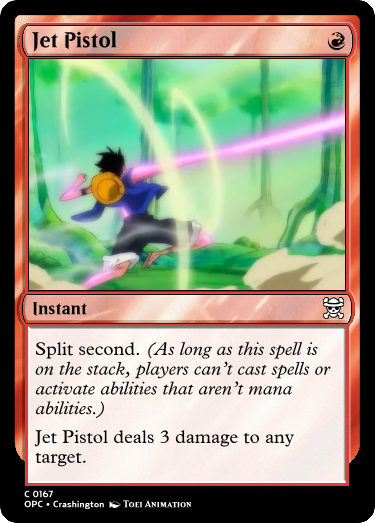 Jet Pistol
Instant
Split second. (As long as this spell is
on the stack, players can't cast spells or
activate abilities that aren't mana
abilities.)
Jet Pistol deals 3 damage to any
target.
C 0167
OPC • Crashington Toei Animation